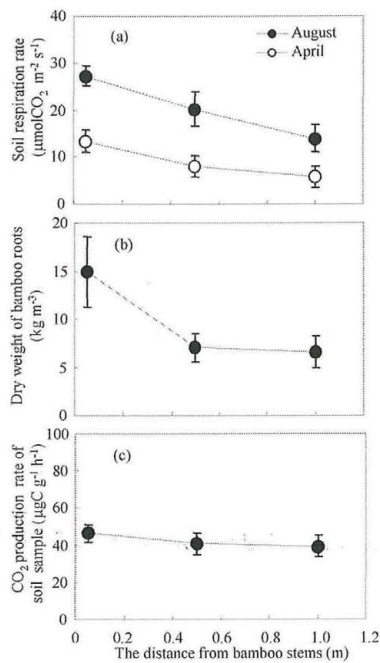 40
30
20
10
0
Soil respiration rate
(μmolCO₂ m⁻² s⁻¹)
(a)
August
April
20
15
10
5
0
Dry weight of bamboo roots
(kg m⁻³)
(b)
100
80
60
40
20
0
CO₂ production rate of
soil sample (μgC g⁻¹ h⁻¹)
(c)
0 0.2 0.4 0.6 0.8 1.0 1.2
The distance from bamboo stems (m)